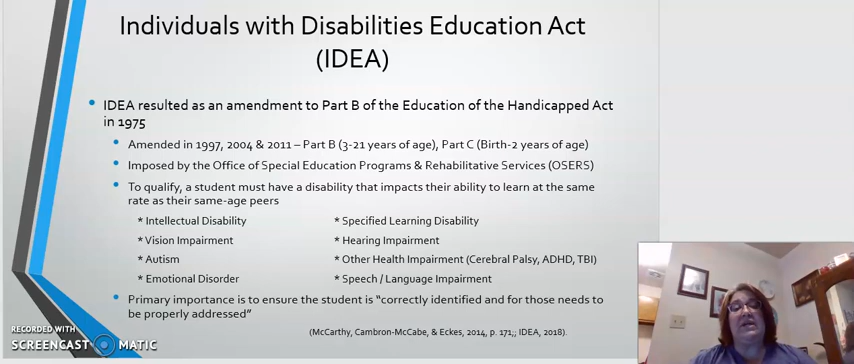 Individuals with Disabilities Education Act
(IDEA)
• IDEA resulted as an amendment to Part B of the Education of the Handicapped Act
in 1975
• Amended in 1997, 2004 & 2011 – Part B (3-21 years of age), Part C (Birth-2 years of age)
• Imposed by the Office of Special Education Programs & Rehabilitative Services (OSERS)
• To qualify, a student must have a disability that impacts their ability to learn at the same
rate as their same-age peers
* Intellectual Disability * Specified Learning Disability
* Vision Impairment * Hearing Impairment
* Autism * Other Health Impairment (Cerebral Palsy, ADHD, TBI)
* Emotional Disorder * Speech / Language Impairment
• Primary importance is to ensure the student is “correctly identified and for those needs to
be properly addressed”
(McCarthy, Cambron-McCabe, & Eckes, 2014, p. 171,; IDEA, 2018).
RECORDED WITH
SCREENCAST MATIC